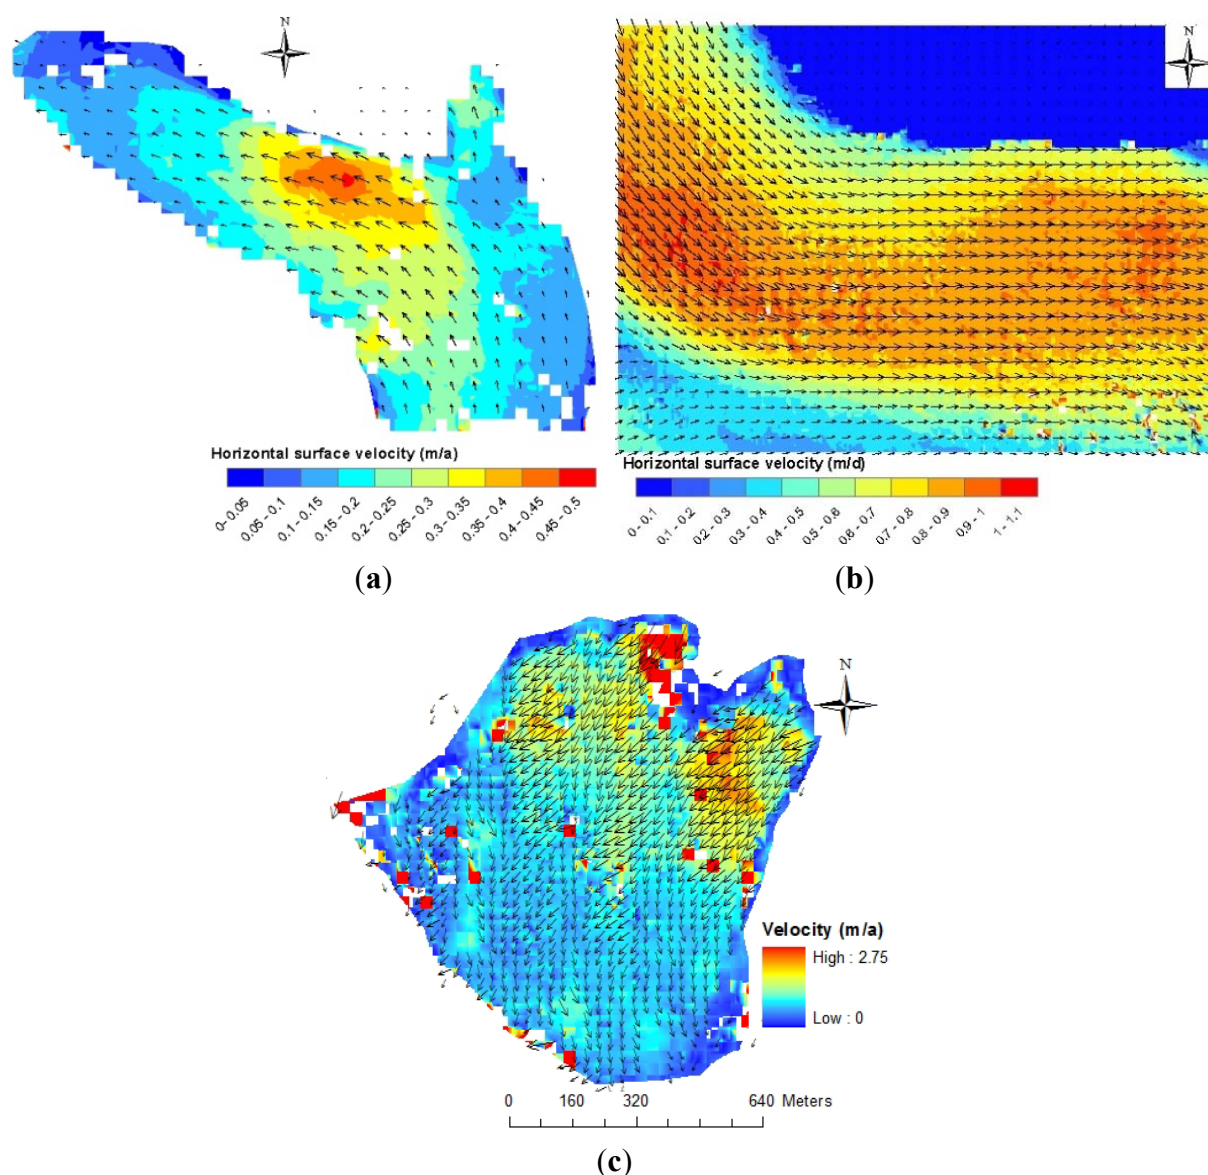 N
N
Horizontal surface velocity (m/a)
0 - 0.05
0.05 - 0.1
0.1 - 0.15
0.15 - 0.2
0.2 - 0.25
0.25 - 0.3
0.3 - 0.35
0.35 - 0.4
0.4 - 0.45
0.45 - 0.5
Horizontal surface velocity (m/d)
0 - 0.1
0.1 - 0.2
0.2 - 0.3
0.3 - 0.4
0.4 - 0.5
0.5 - 0.6
0.6 - 0.7
0.7 - 0.8
0.8 - 0.9
0.9 - 1
1 - 1.1
(a)
(b)
N
Velocity (m/a)
High : 2.75
Low : 0
0 160 320 640 Meters
(c)